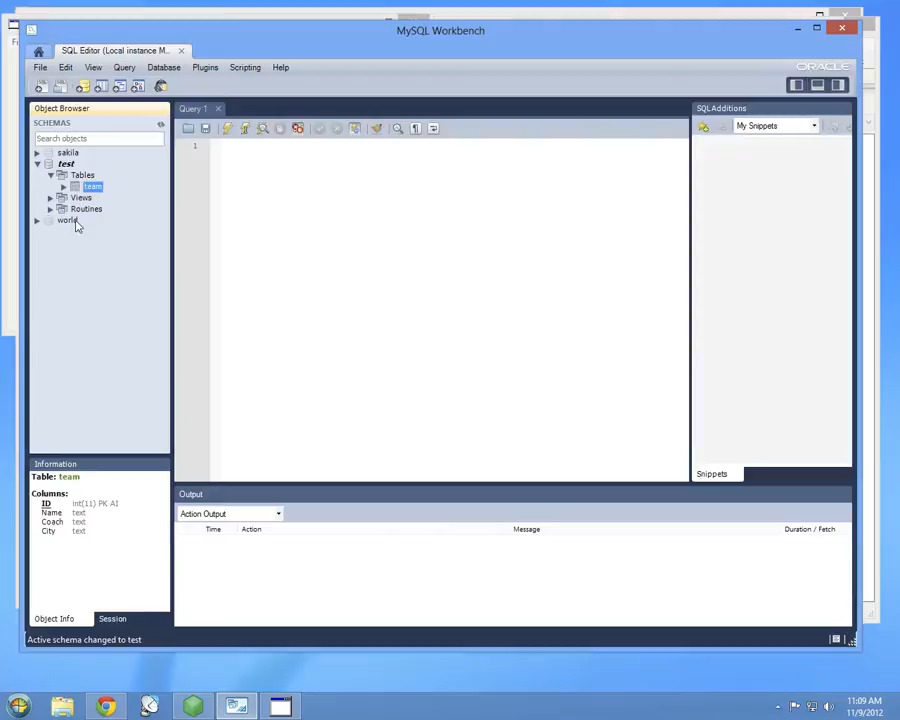 MySQL Workbench
SQL Editor (Local instance M...
File Edit View Query Database Plugins Scripting Help
ORACLE
Object Browser
Query 1
SQL Additions
SCHEMAS
My Snippets
Search objects
1
sakila
test
Tables
team
Views
Routines
world
Information
Snippets
Table: team
Output
Columns:
ID int(11) PK AI
Name text
Coach text
City text
Action Output
Time Action Message Duration / Fetch
Object Info Session
Active schema changed to test
11:09 AM
11/9/2012